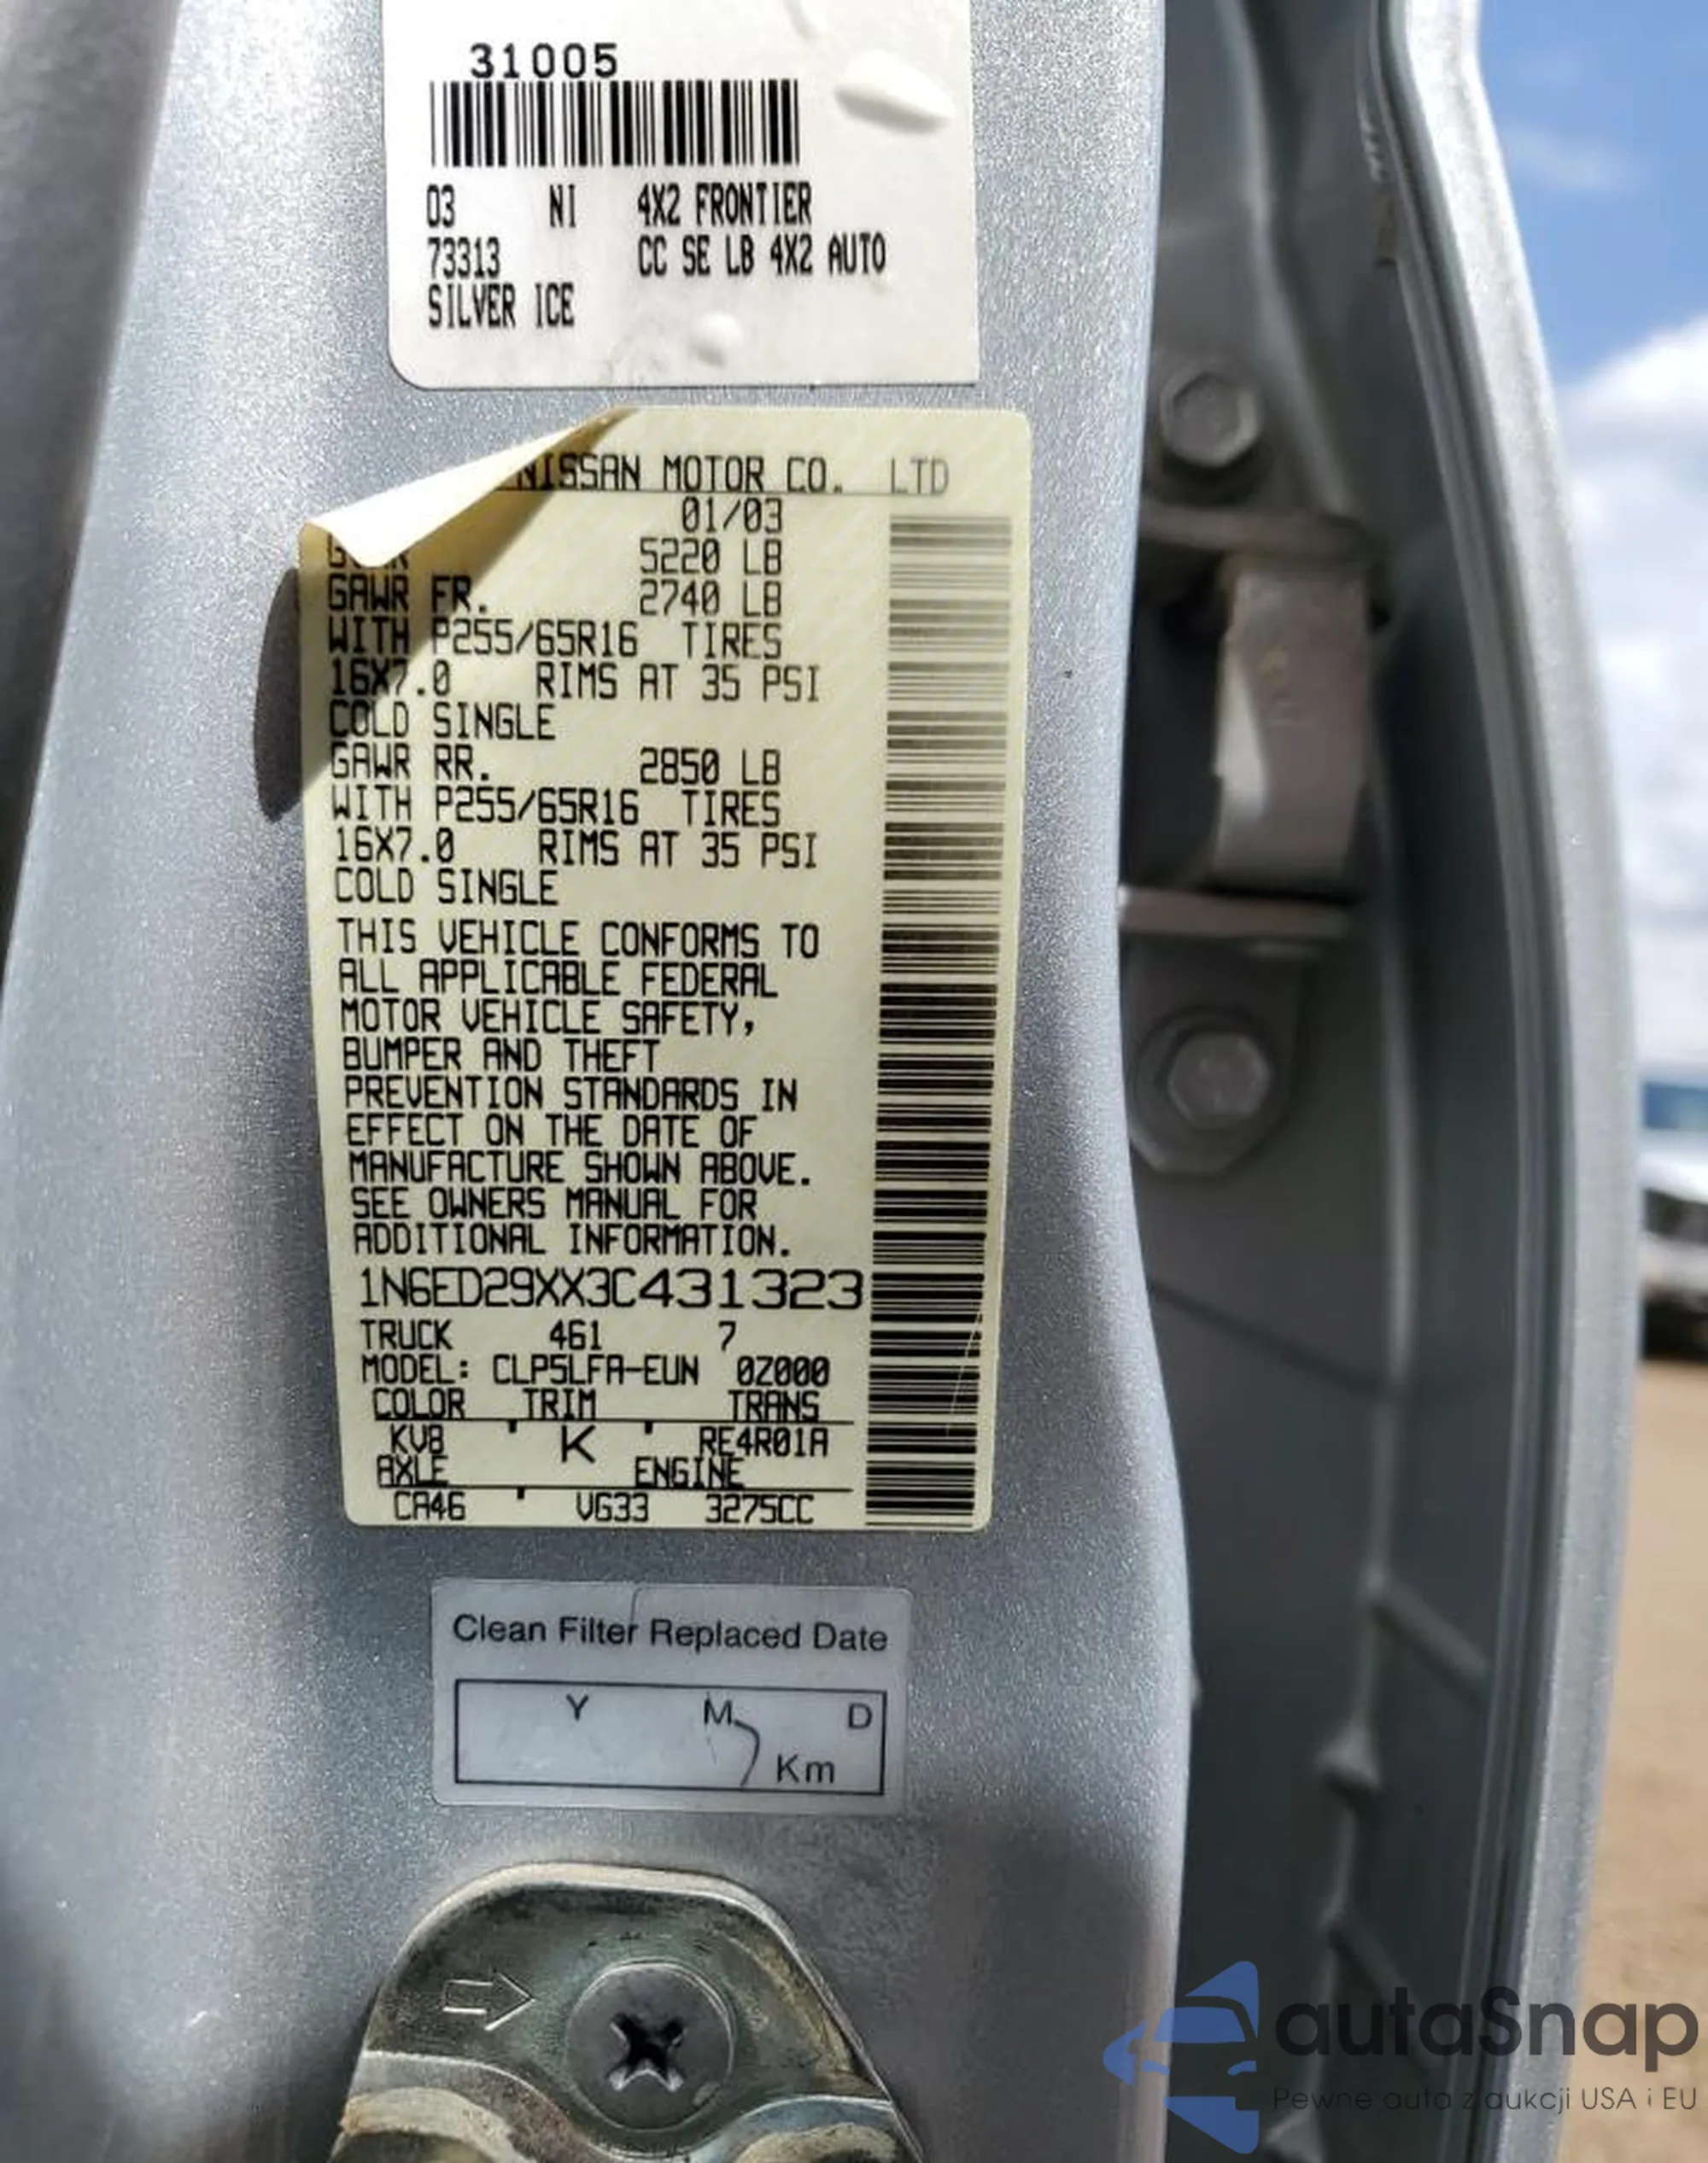 31005
03 NI 4X2 FRONTIER
73313 CC SE LB 4X2 AUTO
SILVER ICE
NISSAN MOTOR CO. LTD
01/03
5220 LB
GAWR FR. 2740 LB
WITH P255/65R16 TIRES
16X7.0 RIMS AT 35 PSI
COLD SINGLE
GAWR RR. 2850 LB
WITH P255/65R16 TIRES
16X7.0 RIMS AT 35 PSI
COLD SINGLE
THIS VEHICLE CONFORMS TO
ALL APPLICABLE FEDERAL
MOTOR VEHICLE SAFETY,
BUMPER AND THEFT
PREVENTION STANDARDS IN
EFFECT ON THE DATE OF
MANUFACTURE SHOWN ABOVE.
SEE OWNERS MANUAL FOR
ADDITIONAL INFORMATION.
1N6ED29XX3C431323
TRUCK 461 7
MODEL: CLP5LFA-EUN 0Z000
COLOR TRIM TRANS
KV8 K RE4R01A
AXLE ENGINE
CA46 VG33 3275CC
Clean Filter Replaced Date
Y M D
Km
autaSnap
Pewne auta z aukcji USA i EU